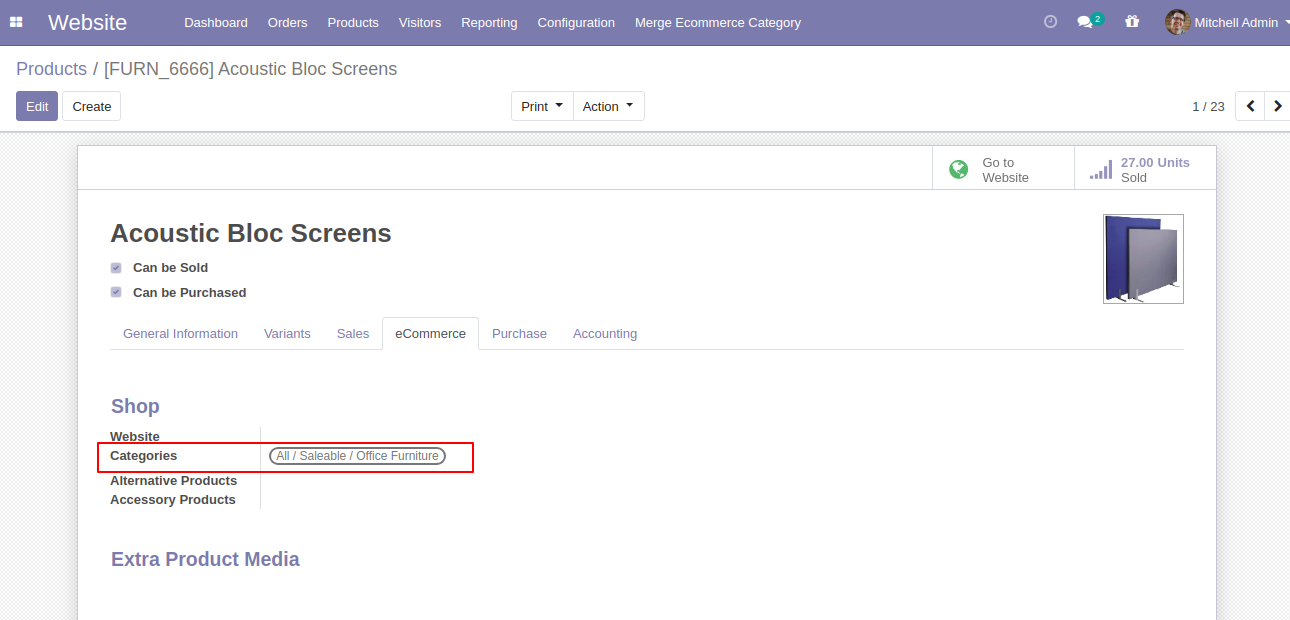 Website Dashboard Orders Products Visitors Reporting Configuration Merge Ecommerce Category 2 Mitchell Admin
Products / [FURN_6666] Acoustic Bloc Screens
Edit Create Print Action 1 / 23
Go to
Website
27.00 Units
Sold
Acoustic Bloc Screens
Can be Sold
Can be Purchased
General Information Variants Sales eCommerce Purchase Accounting
Shop
Website
Categories All / Saleable / Office Furniture
Alternative Products
Accessory Products
Extra Product Media